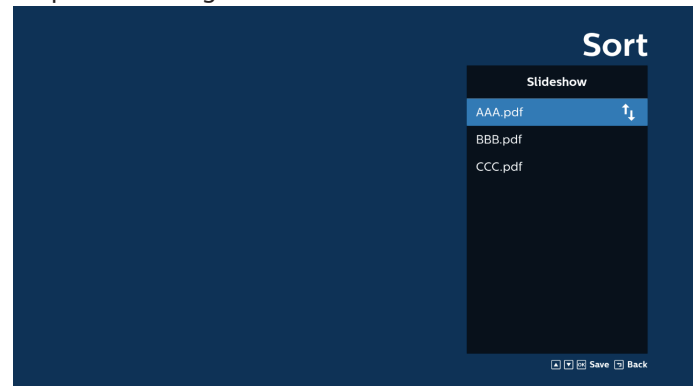 Sort
Slideshow
AAA.pdf
BBB.pdf
CCC.pdf
OK Save Back